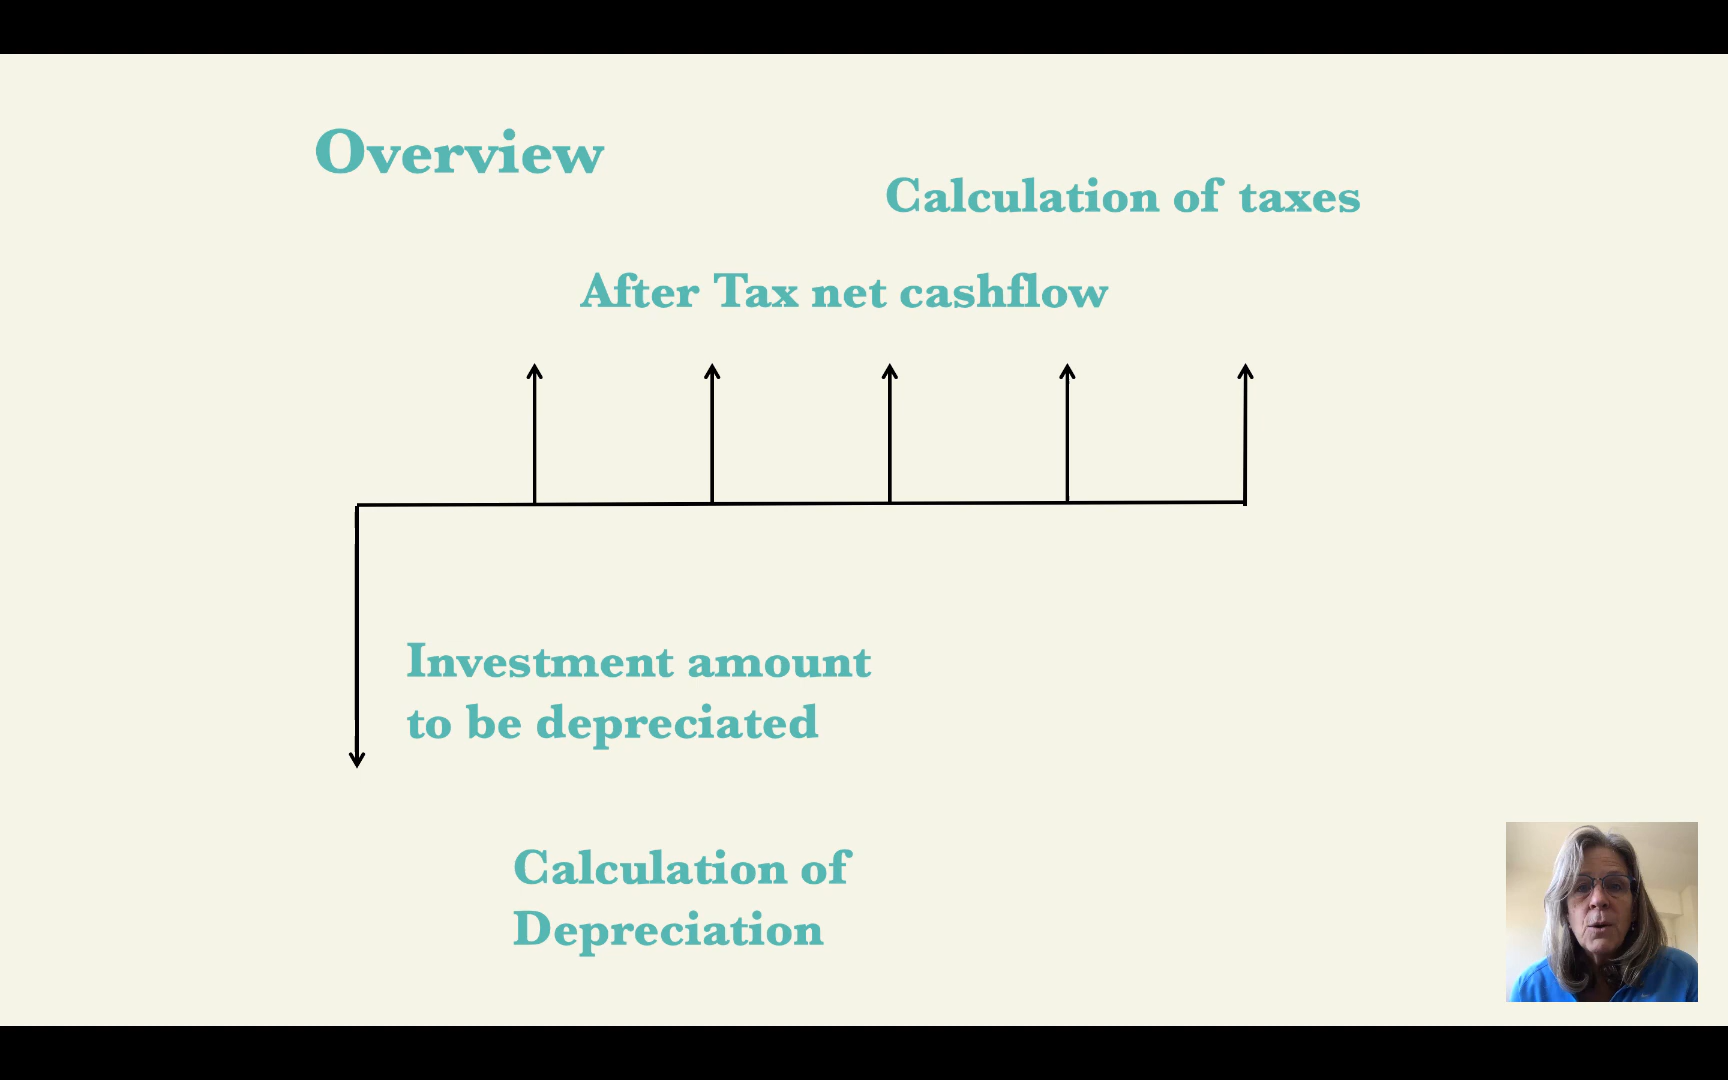 Overview
Calculation of taxes
After Tax net cashflow
Investment amount
to be depreciated
Calculation of
Depreciation